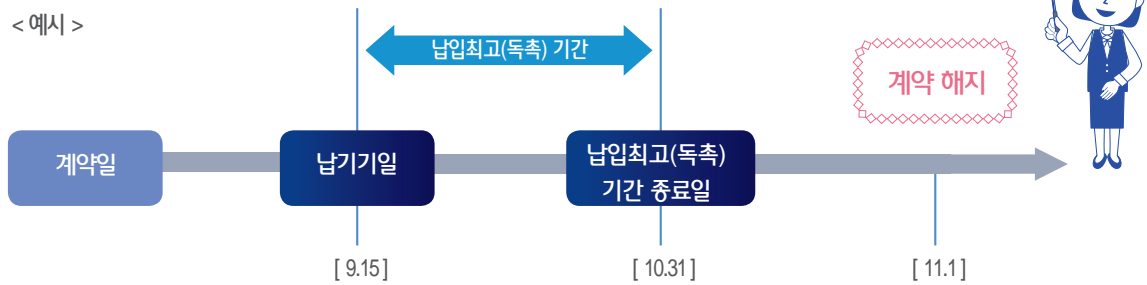 < 예시 >
납입최고(독촉) 기간
계약 해지
계약일
납기기일
납입최고(독촉)
기간 종료일
[ 9.15 ]
[ 10.31 ]
[ 11.1 ]